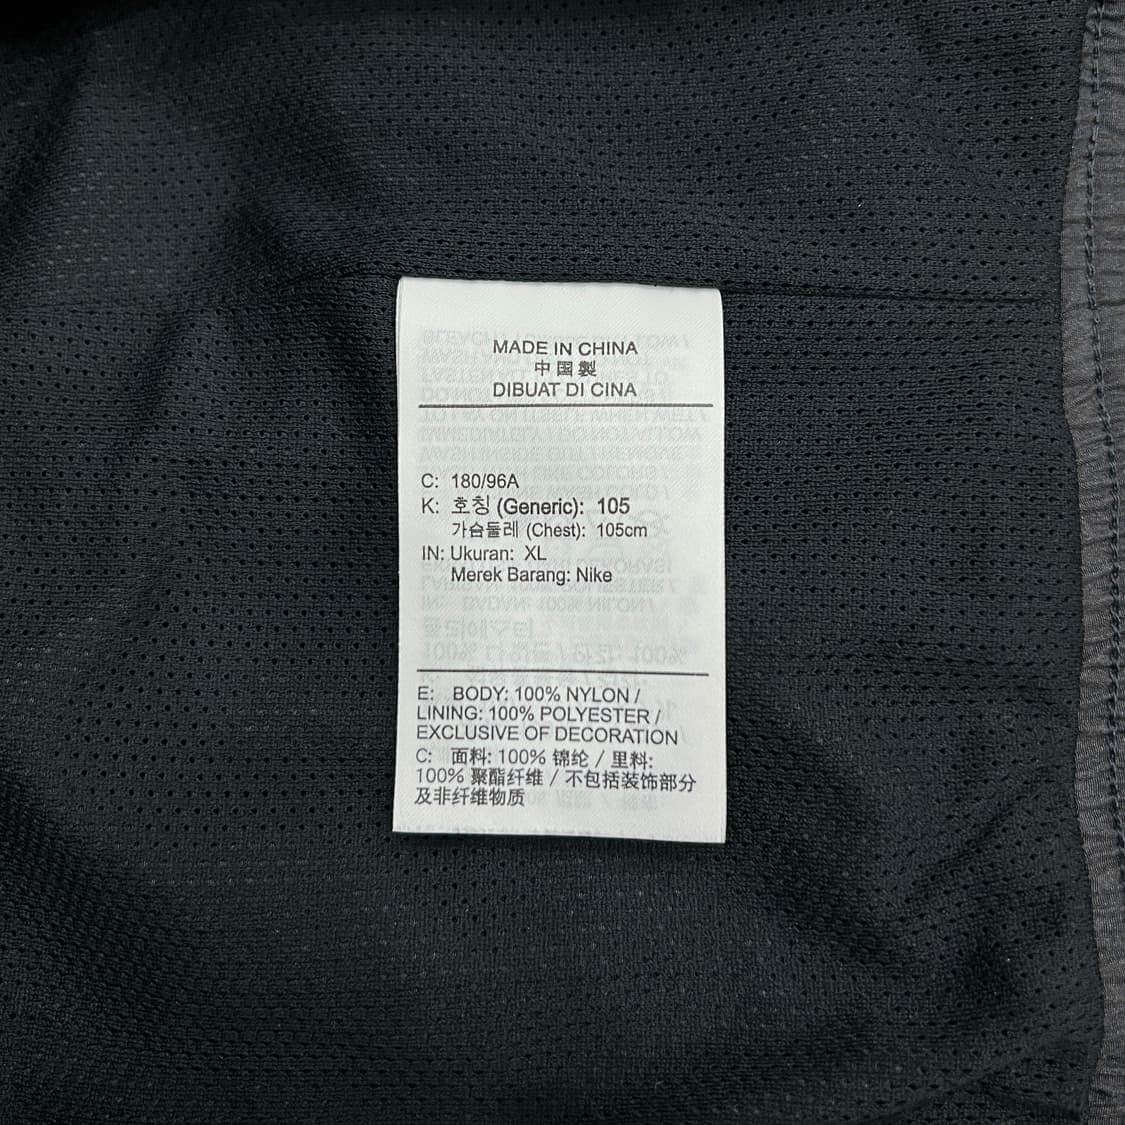 MADE IN CHINA
中国製
DIBUAT DI CINA
C: 180/96A
K: 호칭 (Generic): 105
가슴둘레 (Chest): 105cm
IN: Ukuran: XL
Merek Barang: Nike
E: BODY: 100% NYLON /
LINING: 100% POLYESTER /
EXCLUSIVE OF DECORATION
C: 面料: 100% 锦纶 / 里料:
100% 聚酯纤维 / 不包括装饰部分
及非纤维物质